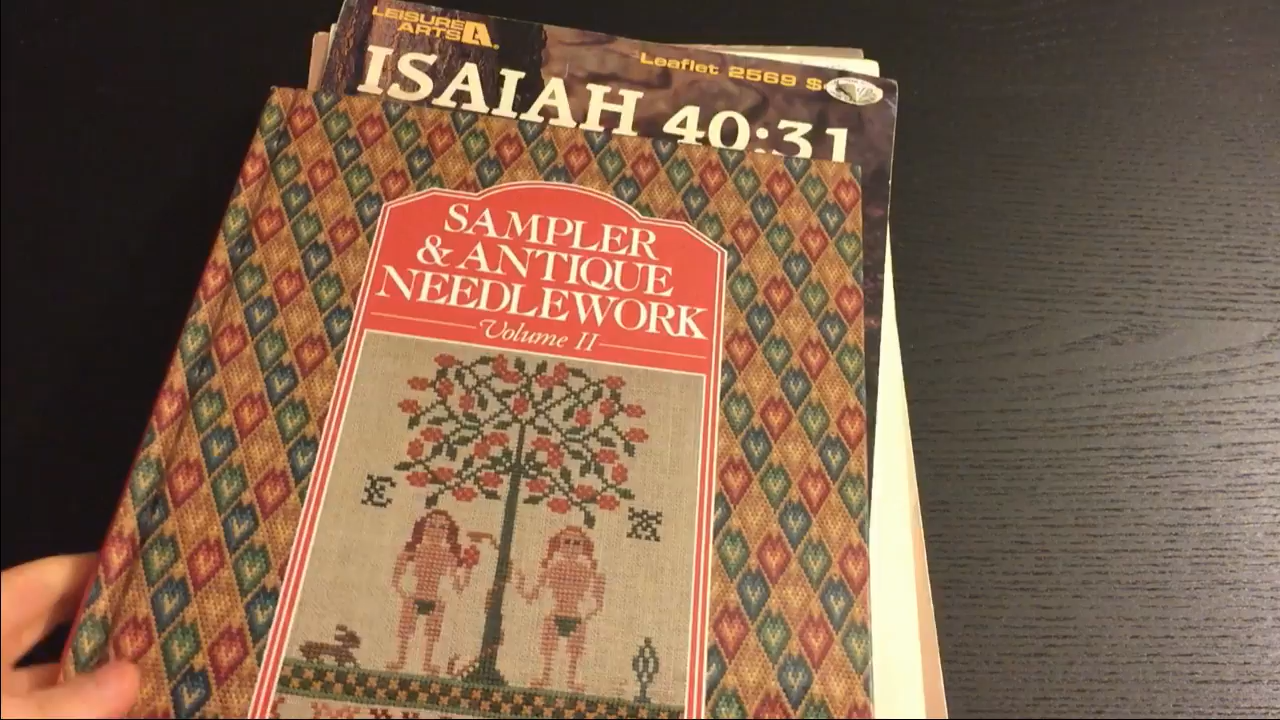 LEISURE
ARTS
Leaflet 2569 $
ISAIAH 40:31
SAMPLER
& ANTIQUE
NEEDLEWORK
Volume II